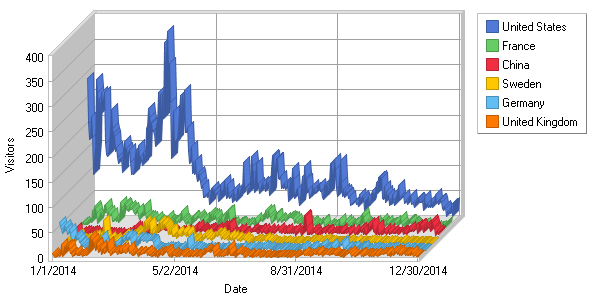 United States
France
China
Sweden
Germany
United Kingdom
400
350
300
250
200
150
100
50
0
Visitors
1/1/2014 5/2/2014 8/31/2014 12/30/2014
Date